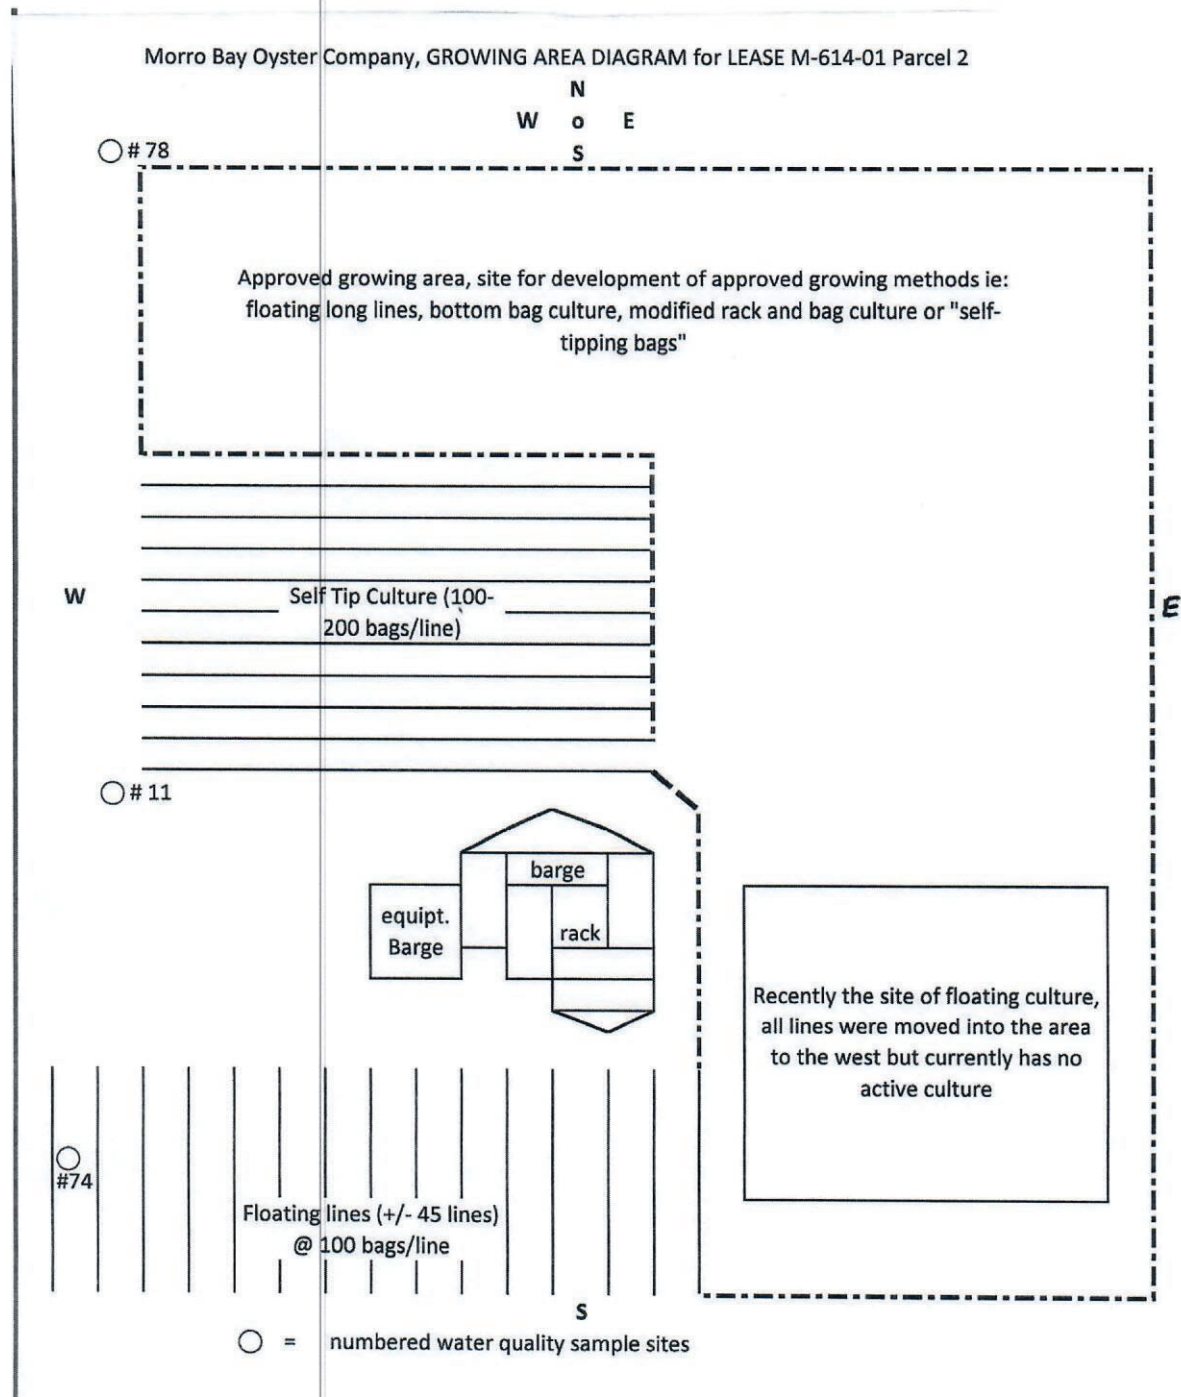 Morro Bay Oyster Company, GROWING AREA DIAGRAM for LEASE M-614-01 Parcel 2
N
W o E
S
# 78
Approved growing area, site for development of approved growing methods ie:
floating long lines, bottom bag culture, modified rack and bag culture or "self-
tipping bags"
W
Self Tip Culture (100-
200 bags/line)
E
# 11
barge
equipt.
Barge
rack
Recently the site of floating culture,
all lines were moved into the area
to the west but currently has no
active culture
#74
Floating lines (+/- 45 lines)
@ 100 bags/line
S
= numbered water quality sample sites